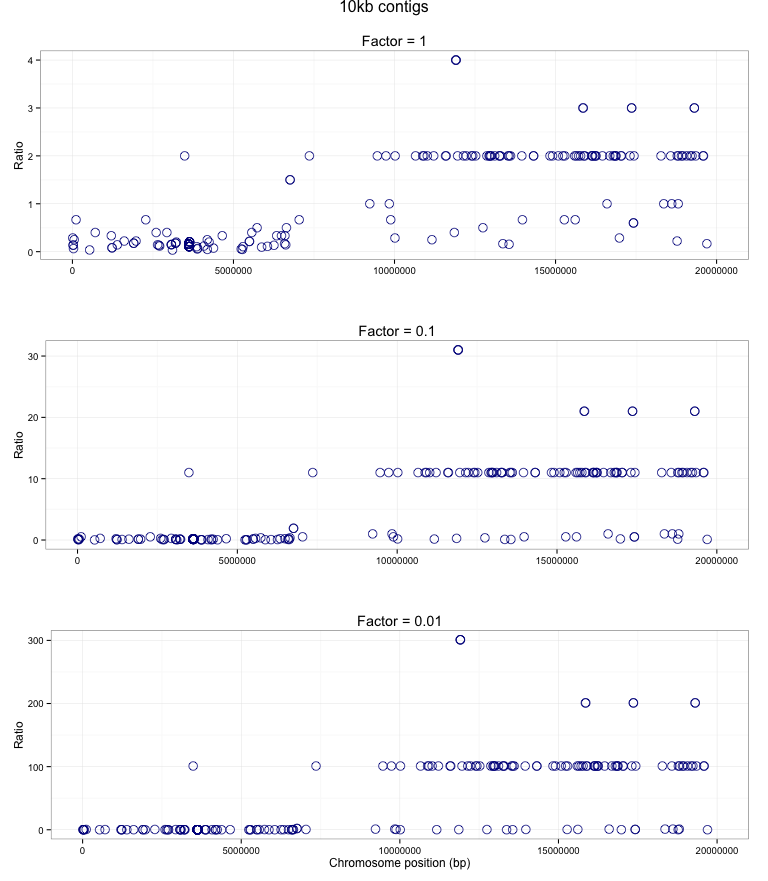 10kb contigs
Factor = 1
Ratio
4
3
2
1
0
0 5000000 10000000 15000000 20000000
Factor = 0.1
Ratio
30
20
10
0
0 5000000 10000000 15000000 20000000
Factor = 0.01
Ratio
300
200
100
0
0 5000000 10000000 15000000 20000000
Chromosome position (bp)